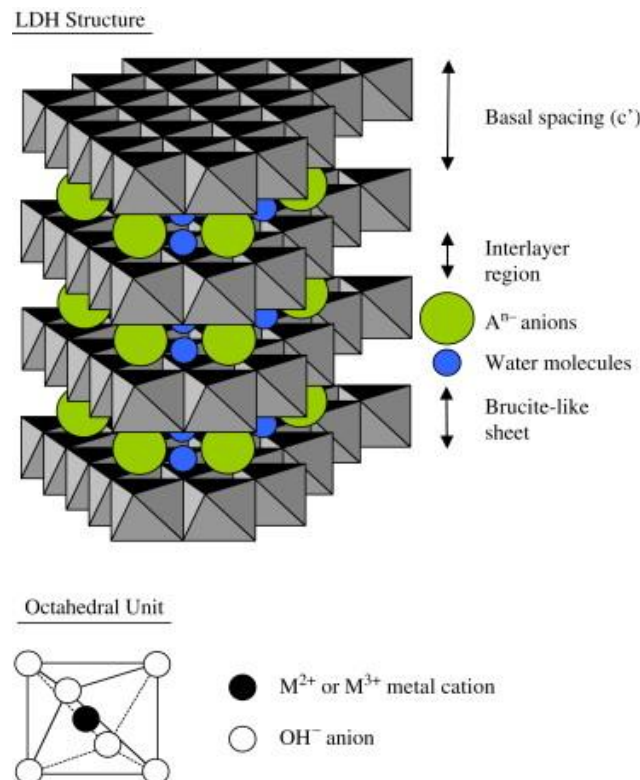 LDH Structure
Basal spacing (c’)
Interlayer
region
Aⁿ⁻ anions
Water molecules
Brucite-like
sheet
Octahedral Unit
M²⁺ or M³⁺ metal cation
OH⁻ anion